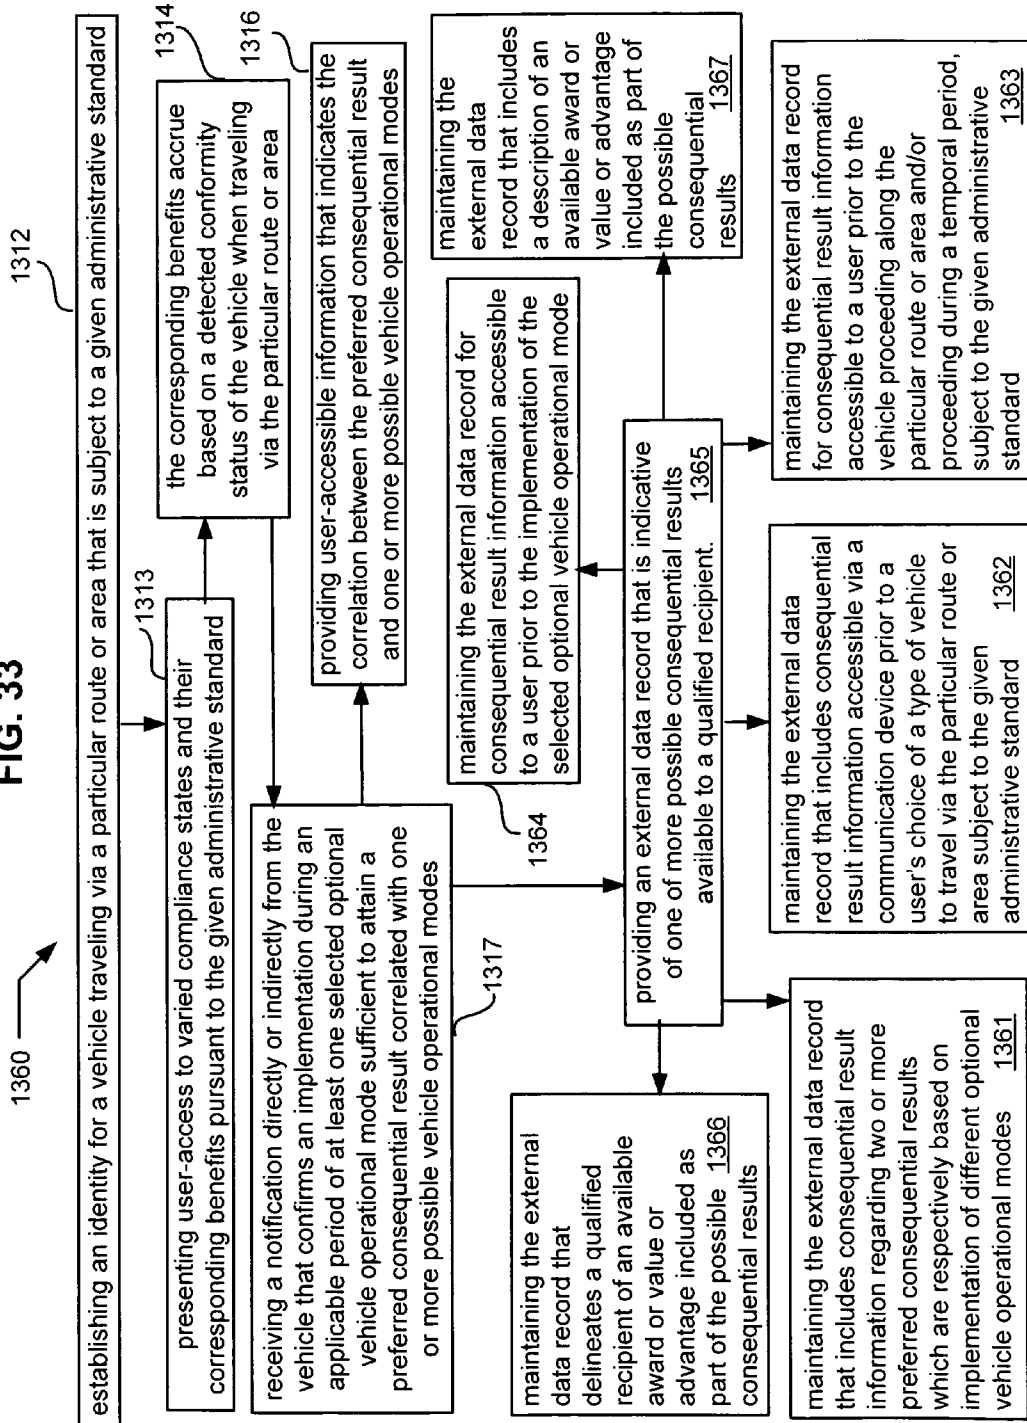 FIG. 33
1360
1312
establishing an identity for a vehicle traveling via a particular route or area that is subject to a given administrative standard
1313
presenting user-access to varied compliance states and their
corresponding benefits pursuant to the given administrative standard
1314
the corresponding benefits accrue
based on a detected conformity
status of the vehicle when traveling
via the particular route or area
1316
receiving a notification directly or indirectly from the
vehicle that confirms an implementation during an
applicable period of at least one selected optional
vehicle operational mode sufficient to attain a
preferred consequential result correlated with one
or more possible vehicle operational modes
1317
providing user-accessible information that indicates the
correlation between the preferred consequential result
and one or more possible vehicle operational modes
1364
maintaining the external data record for
consequential result information accessible
to a user prior to the implementation of the
selected optional vehicle operational mode
maintaining the
external data
record that includes
a description of an
available award or
value or advantage
included as part of
the possible
consequential
results 1367
maintaining the external
data record that
delineates a qualified
recipient of an available
award or value or
advantage included as
part of the possible 1366
consequential results
providing an external data record that is indicative
of one of more possible consequential results
available to a qualified recipient. 1365
maintaining the external data record
that includes consequential result
information regarding two or more
preferred consequential results
which are respectively based on
implementation of different optional
vehicle operational modes 1361
maintaining the external data
record that includes consequential
result information accessible via a
communication device prior to a
user's choice of a type of vehicle
to travel via the particular route or
area subject to the given
administrative standard 1362
maintaining the external data record
for consequential result information
accessible to a user prior to the
vehicle proceeding along the
particular route or area and/or
proceeding during a temporal period,
subject to the given administrative
standard 1363